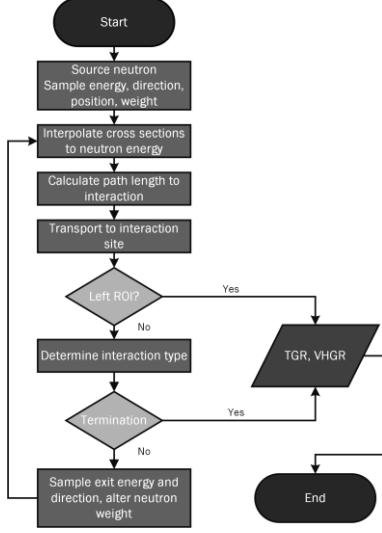 Start
Source neutron
Sample energy, direction,
position, weight
Interpolate cross sections
to neutron energy
Calculate path length to
interaction
Transport to interaction
site
Left ROI?
Yes
No
Determine interaction type
TGR, VHGR
Termination
Yes
No
Sample exit energy and
direction, alter neutron
weight
End